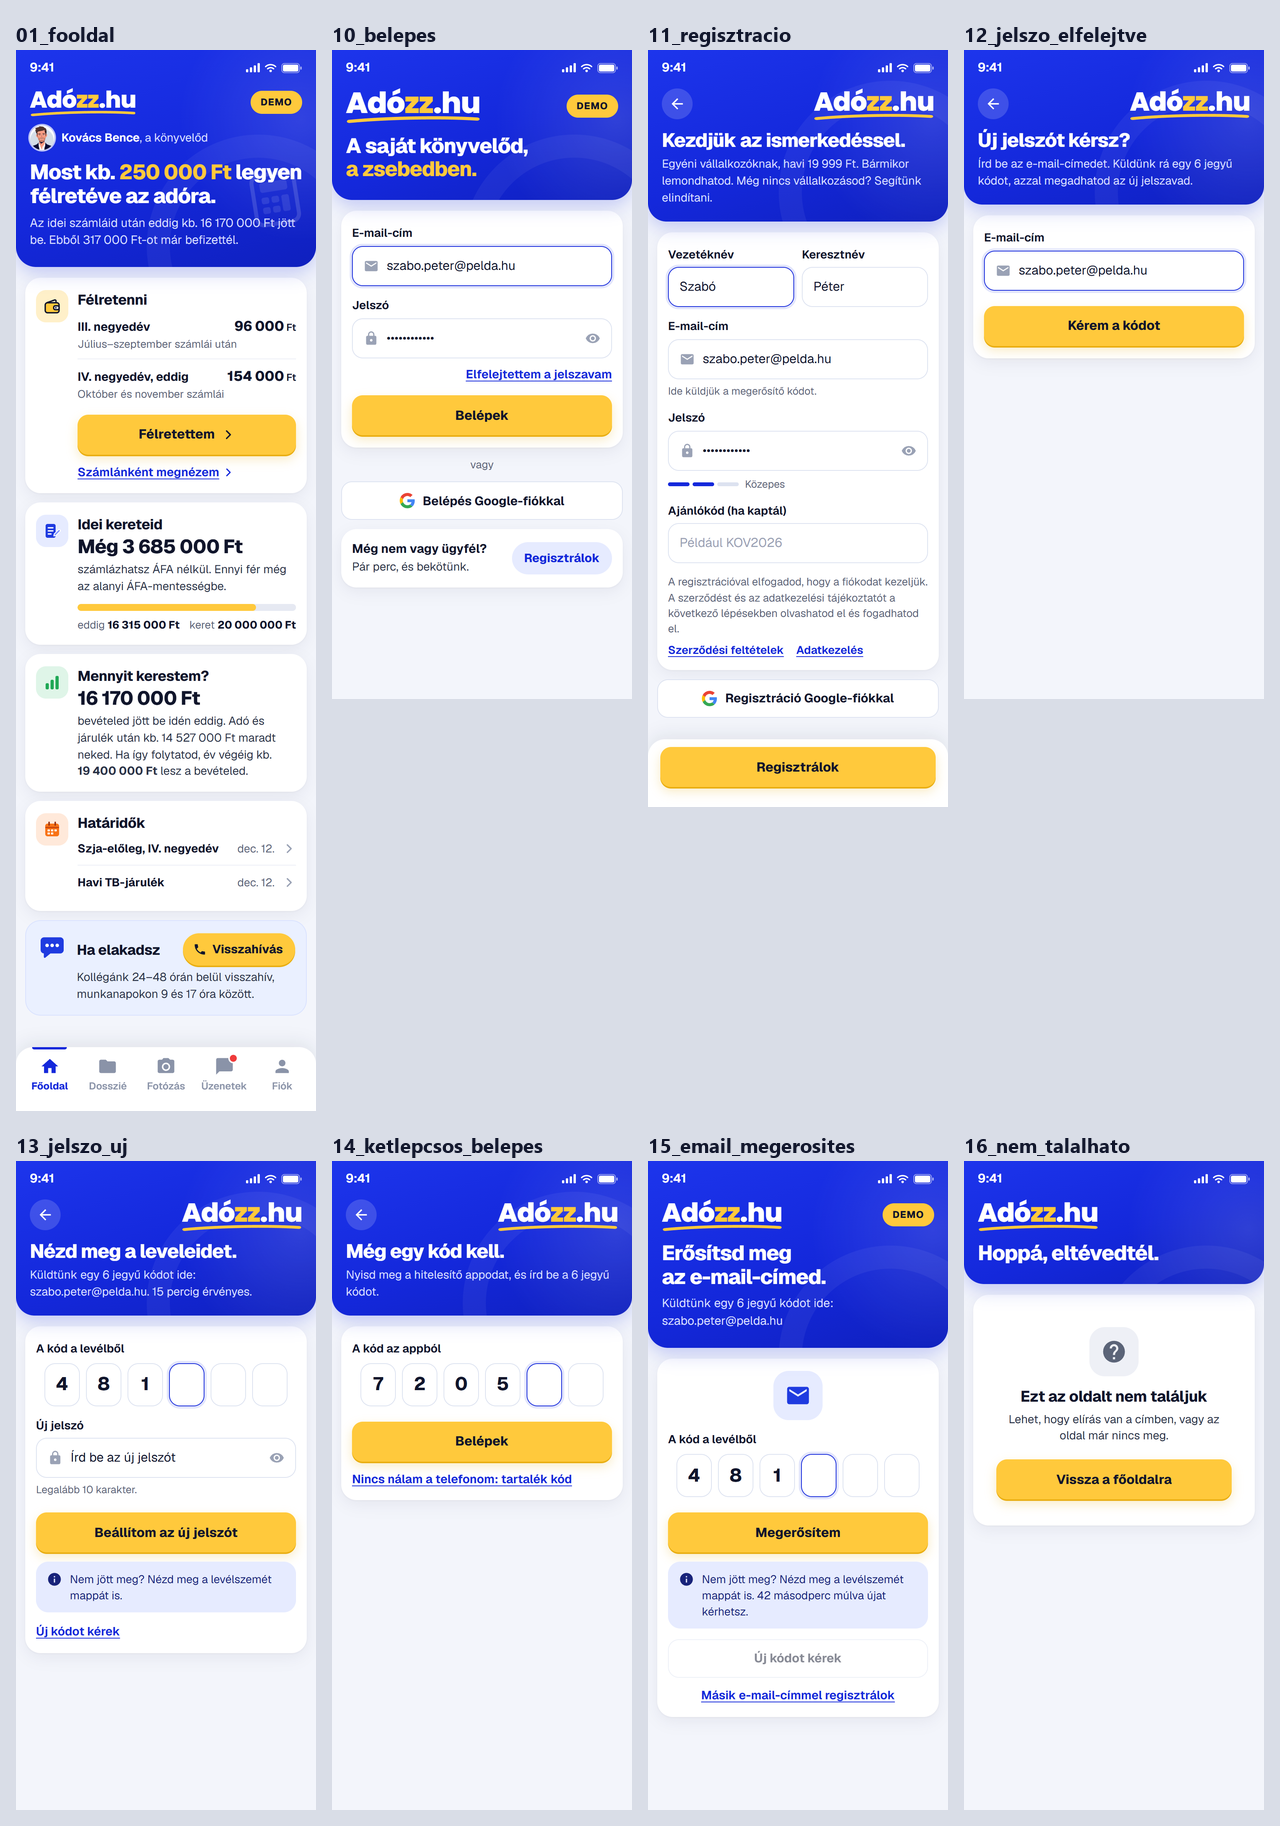 01_fooldal
9:41
Adózz.hu
DEMO
Kovács Bence, a könyvelőd
Most kb. 250 000 Ft legyen
félretéve az adóra.
Az idei számláid után eddig kb. 16 170 000 Ft jött
be. Ebből 317 000 Ft-ot már befizettél.
Félretenni
III. negyedév 96 000 Ft
Július–szeptember számlái után
IV. negyedév, eddig 154 000 Ft
Október és november számlái
Félretettem
Számlánként megnézem
Idei kereteid
Még 3 685 000 Ft
számlázhatsz ÁFA nélkül. Ennyi fér még
az alanyi ÁFA-mentességbe.
eddig 16 315 000 Ft keret 20 000 000 Ft
Mennyit kerestem?
16 170 000 Ft
bevételed jött be idén eddig. Adó és
járulék után kb. 14 527 000 Ft maradt
neked. Ha így folytatod, év végéig kb.
19 400 000 Ft lesz a bevételed.
Határidők
Szja-előleg, IV. negyedév dec. 12.
Havi TB-járulék dec. 12.
Ha elakadsz
Visszahívás
Kollégánk 24–48 órán belül visszahív,
munkanapokon 9 és 17 óra között.
Főoldal Dosszié Fotózás Üzenetek Fiók
10_belepes
9:41
Adózz.hu
DEMO
A saját könyvelőd,
a zsebedben.
E-mail-cím
szabo.peter@pelda.hu
Jelszó
••••••••••••
Elfelejtettem a jelszavam
Belépek
vagy
Belépés Google-fiókkal
Még nem vagy ügyfél?
Pár perc, és bekötünk.
Regisztrálok
11_regisztracio
9:41
Adózz.hu
Kezdjük az ismerkedéssel.
Egyéni vállalkozóknak, havi 19 999 Ft. Bármikor
lemondhatod. Még nincs vállalkozásod? Segítünk
elindítani.
Vezetéknév Keresztnév
Szabó Péter
E-mail-cím
szabo.peter@pelda.hu
Ide küldjük a megerősítő kódot.
Jelszó
••••••••••••
Közepes
Ajánlókód (ha kaptál)
Például KOV2026
A regisztrációval elfogadod, hogy a fiókodat kezeljük.
A szerződést és az adatkezelési tájékoztatót a
következő lépésekben olvashatod el és fogadhatod
el.
Szerződési feltételek Adatkezelés
Regisztráció Google-fiókkal
Regisztrálok
12_jelszo_elfelejtve
9:41
Adózz.hu
Új jelszót kérsz?
Írd be az e-mail-címedet. Küldünk rá egy 6 jegyű
kódot, azzal megadhatod az új jelszavad.
E-mail-cím
szabo.peter@pelda.hu
Kérem a kódot
13_jelszo_uj
9:41
Adózz.hu
Nézd meg a leveleidet.
Küldtünk egy 6 jegyű kódot ide:
szabo.peter@pelda.hu. 15 percig érvényes.
A kód a levélből
4 8 1
Új jelszó
Írd be az új jelszót
Legalább 10 karakter.
Beállítom az új jelszót
Nem jött meg? Nézd meg a levélszemét
mappát is.
Új kódot kérek
14_ketlepcsos_belepes
9:41
Adózz.hu
Még egy kód kell.
Nyisd meg a hitelesítő appodat, és írd be a 6 jegyű
kódot.
A kód az appból
7 2 0 5
Belépek
Nincs nálam a telefonom: tartalék kód
15_email_megerosites
9:41
Adózz.hu
DEMO
Erősítsd meg
az e-mail-címed.
Küldtünk egy 6 jegyű kódot ide:
szabo.peter@pelda.hu
A kód a levélből
4 8 1
Megerősítem
Nem jött meg? Nézd meg a levélszemét
mappát is. 42 másodperc múlva újat
kérhetsz.
Új kódot kérek
Másik e-mail-címmel regisztrálok
16_nem_talalhato
9:41
Adózz.hu
Hoppá, eltévedtél.
Ezt az oldalt nem találjuk
Lehet, hogy elírás van a címben, vagy az
oldal már nincs meg.
Vissza a főoldalra